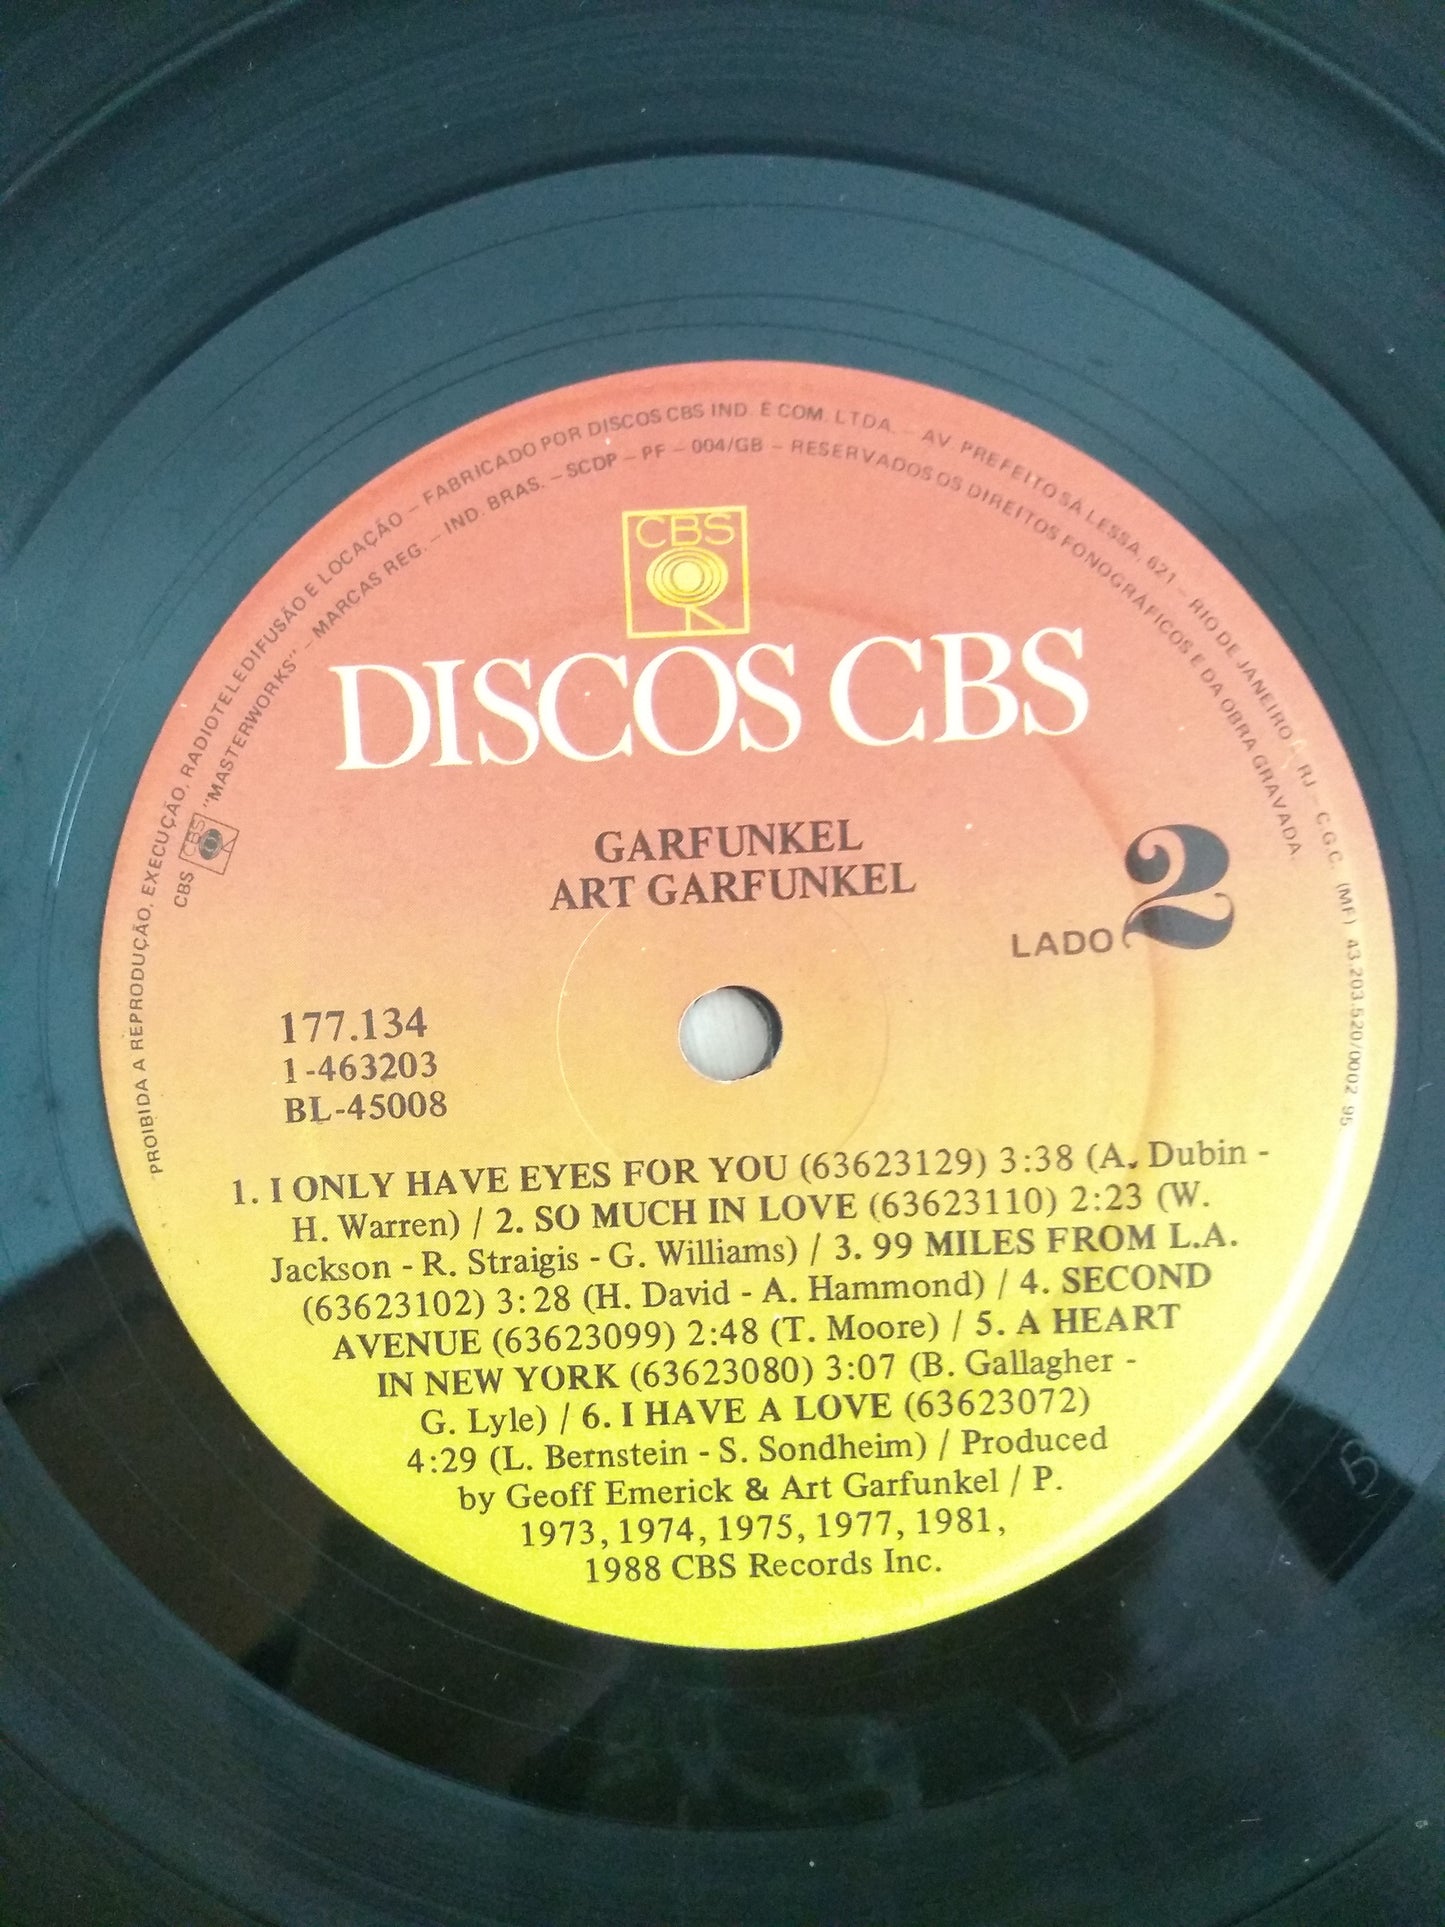 PROIBIDA A REPRODUÇÃO, EXECUÇÃO, RADIOTELEDIFUSÃO E LOCAÇÃO – FABRICADO POR DISCOS CBS IND. E COM. LTDA. – AV. PREFEITO SÁ LESSA, 621 – RIO DE JANEIRO – RJ – C.G.C. (MF) 43.203.520/0002 95
CBS CBS "MASTERWORKS" – MARCAS REG. – IND. BRAS. – SCDP – PF – 004/GB – RESERVADOS OS DIREITOS FONOGRÁFICOS E DA OBRA GRAVADA.
CBS
DISCOS CBS
GARFUNKEL
ART GARFUNKEL
LADO 2
177.134
1-463203
BL-45008
1. I ONLY HAVE EYES FOR YOU (63623129) 3:38 (A. Dubin -
H. Warren) / 2. SO MUCH IN LOVE (63623110) 2:23 (W.
Jackson - R. Straigis - G. Williams) / 3. 99 MILES FROM L.A.
(63623102) 3:28 (H. David - A. Hammond) / 4. SECOND
AVENUE (63623099) 2:48 (T. Moore) / 5. A HEART
IN NEW YORK (63623080) 3:07 (B. Gallagher -
G. Lyle) / 6. I HAVE A LOVE (63623072)
4:29 (L. Bernstein - S. Sondheim) / Produced
by Geoff Emerick & Art Garfunkel / P.
1973, 1974, 1975, 1977, 1981,
1988 CBS Records Inc.
B